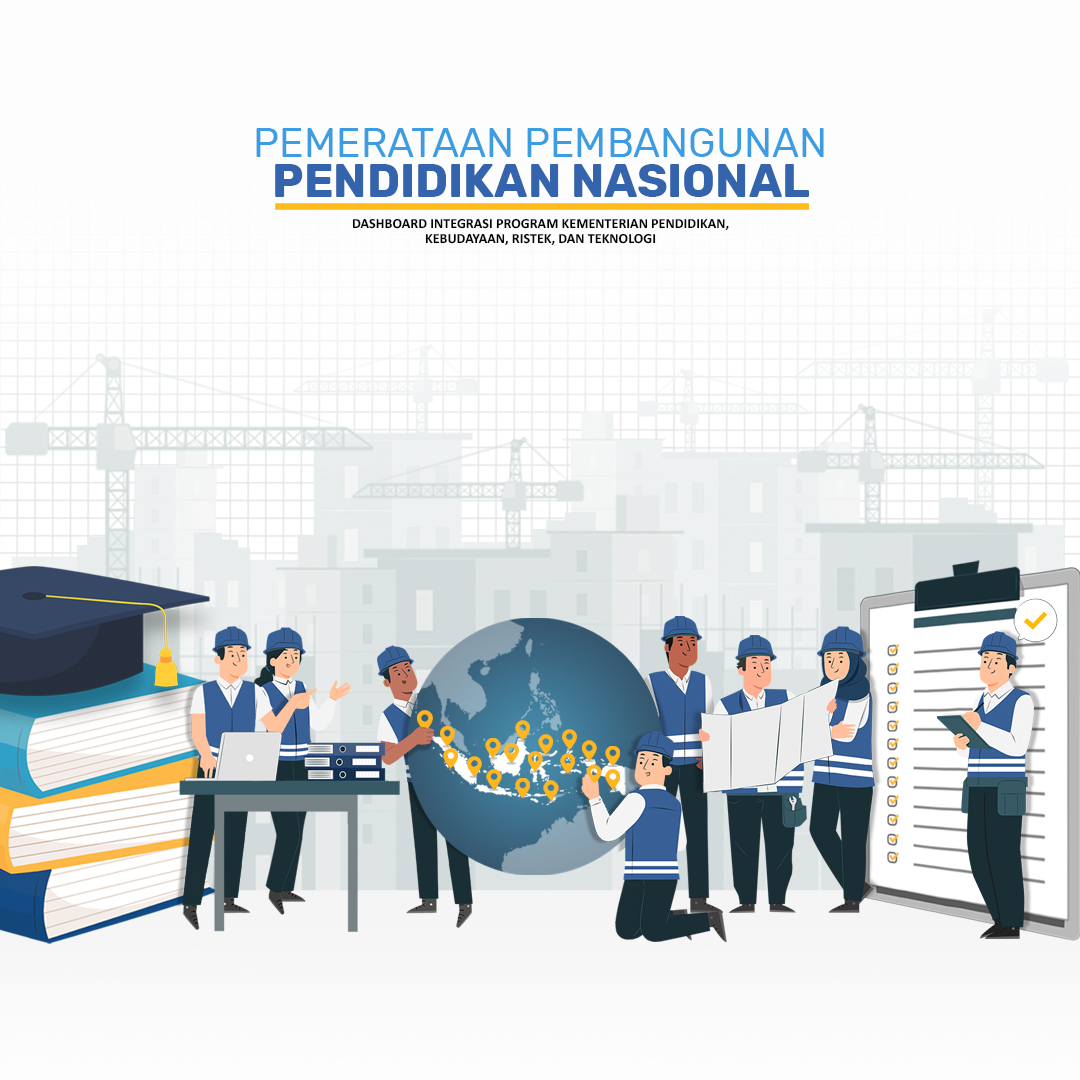 PEMERATAAN PEMBANGUNAN
PENDIDIKAN NASIONAL
DASHBOARD INTEGRASI PROGRAM KEMENTERIAN PENDIDIKAN,
KEBUDAYAAN, RISTEK, DAN TEKNOLOGI